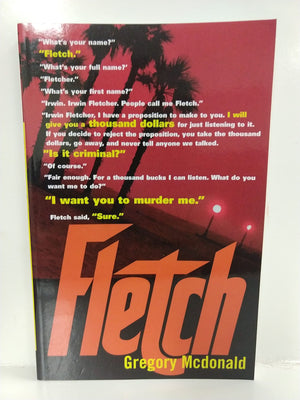 "What's your name?"
"Fletch."
"What's your full name?'
"Fletcher."
"What's your first name?"
"Irwin. Irwin Fletcher. People call me Fletch."
"Irwin Fletcher, I have a proposition to make to you. I will
give you a thousand dollars for just listening to it.
If you decide to reject the proposition, you take the thousand
dollars, go away, and never tell anyone we talked.
"Is it criminal?"
"Of course."
"Fair enough. For a thousand bucks I can listen. What do you
want me to do?"
"I want you to murder me."
Fletch said, "Sure."
Fletch
Gregory Mcdonald